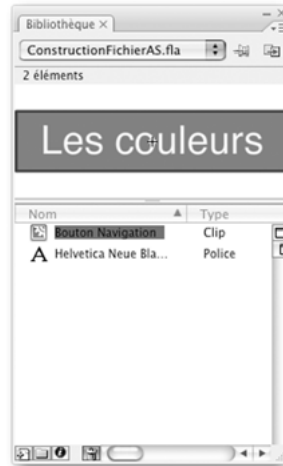 Bibliothèque ×
ConstructionFichierAS.fla
2 éléments
Les couleurs
Nom Type
Bouton Navigation Clip
Helvetica Neue Bla... Police